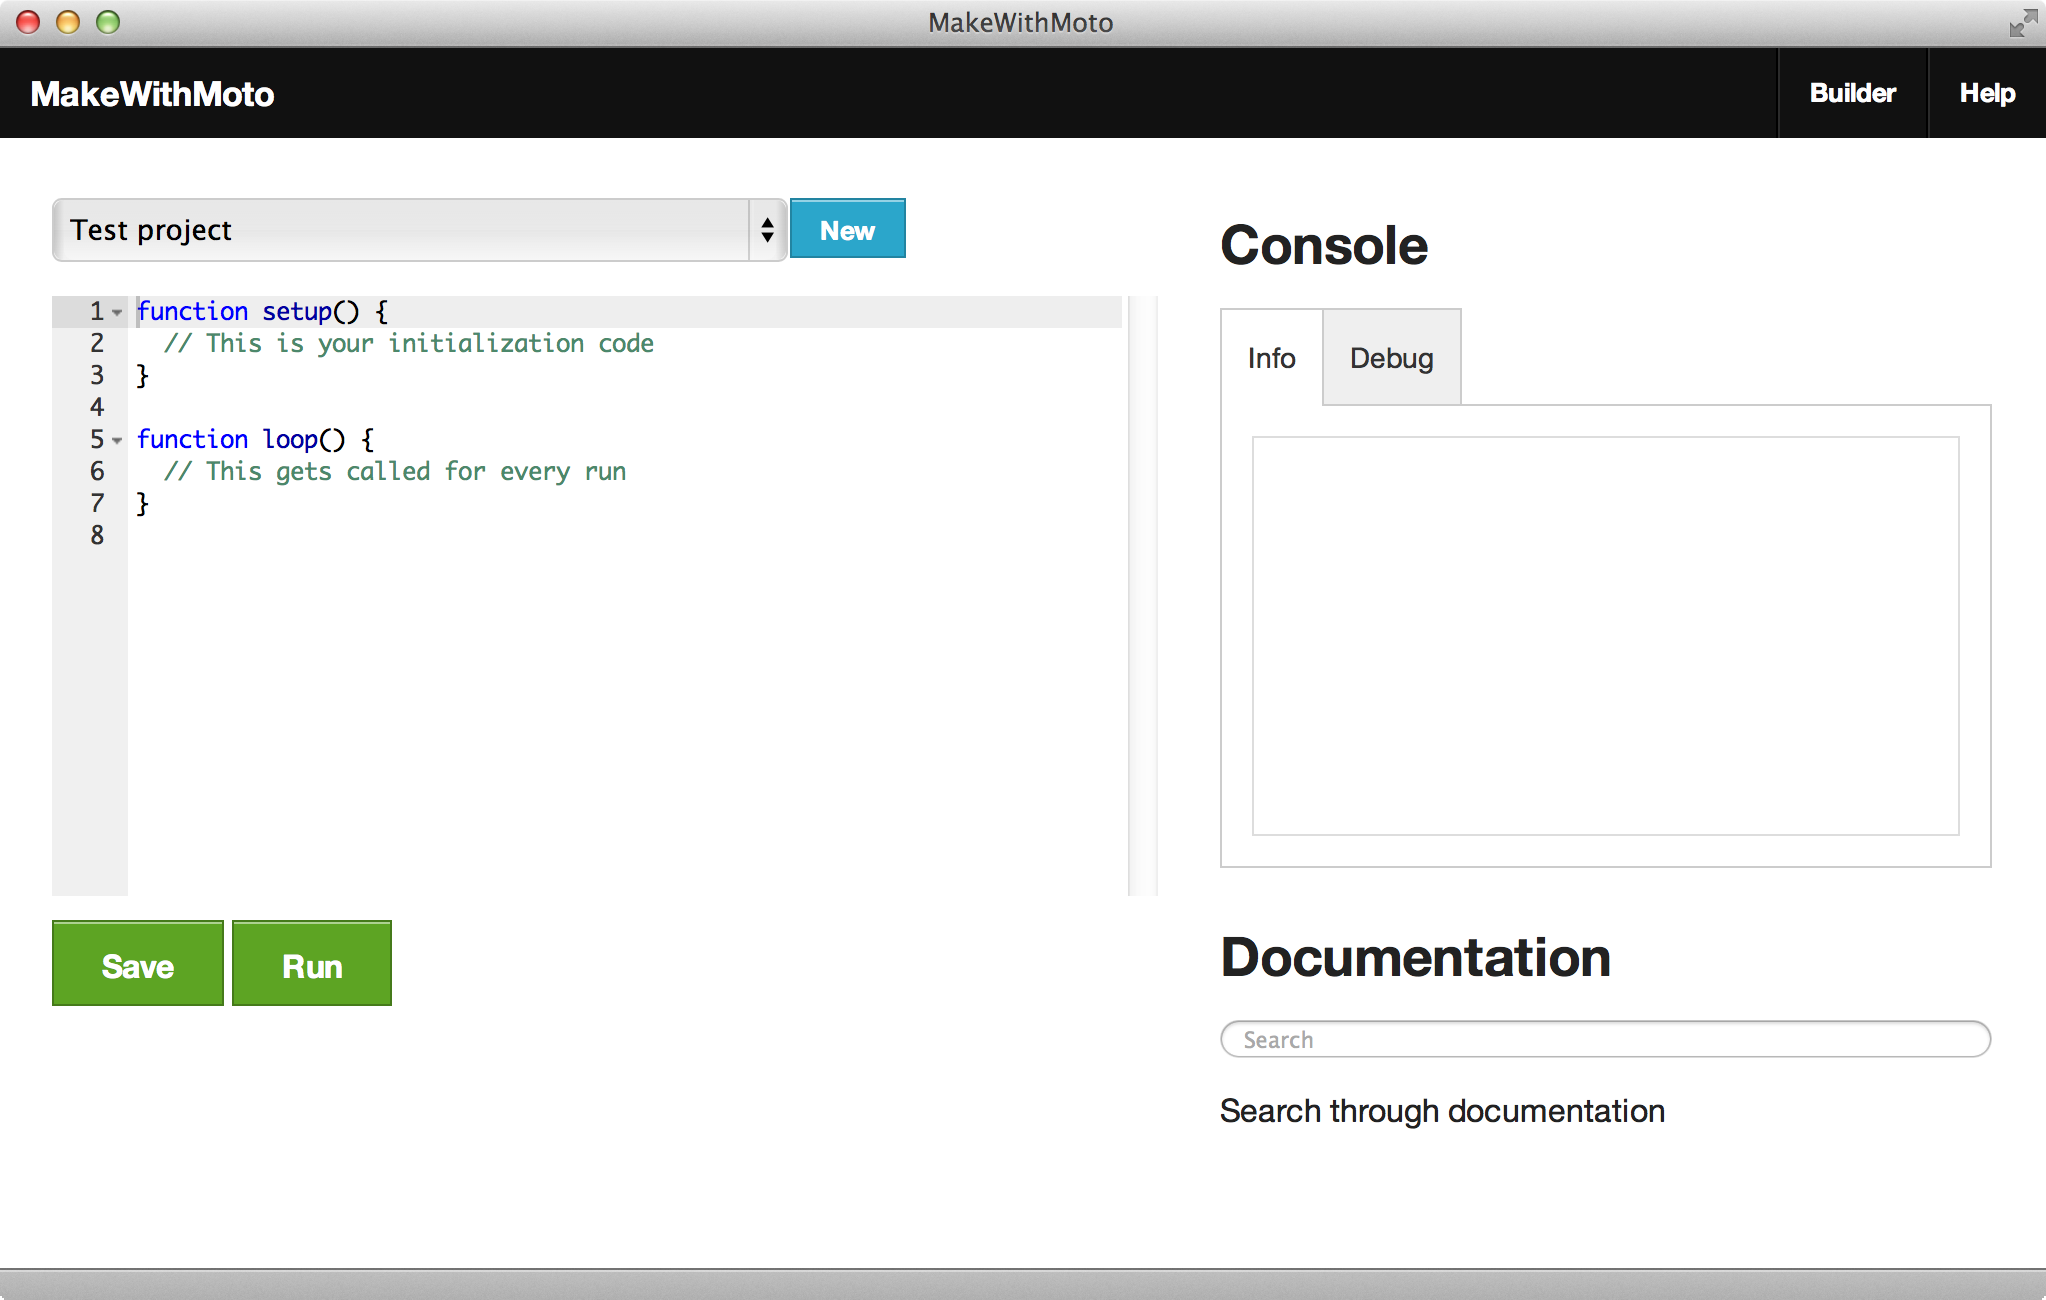 MakeWithMoto
MakeWithMoto
Builder
Help
Test project
New
1 function setup() {
2 // This is your initialization code
3 }
4
5 function loop() {
6 // This gets called for every run
7 }
8
Save
Run
Console
Info
Debug
Documentation
Search
Search through documentation